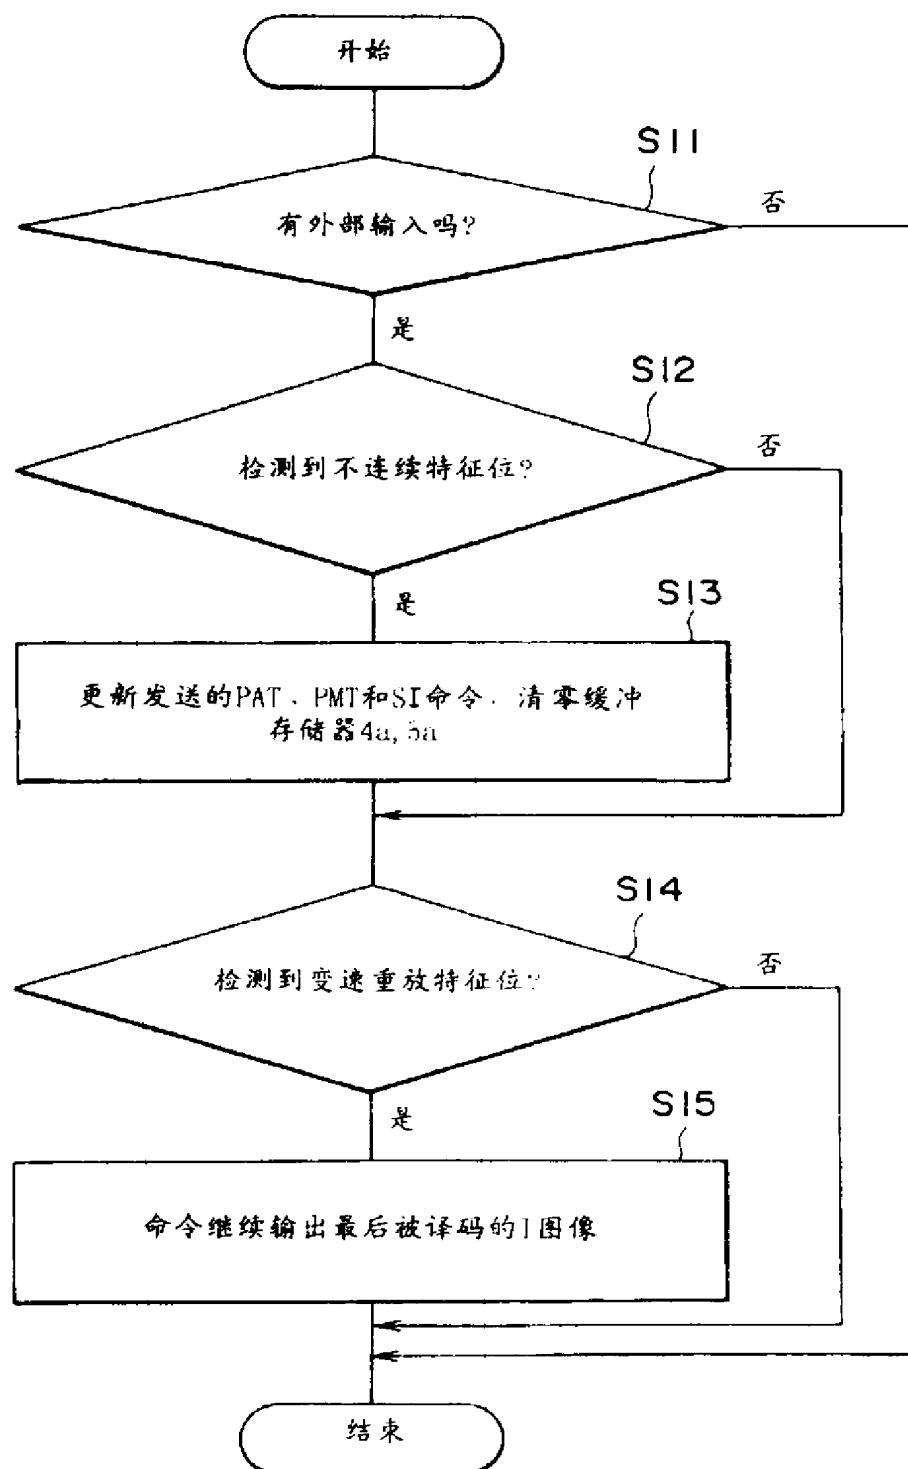 开始
S11
有外部输入吗?
否
是
S12
检测到不连续特征位?
否
是
S13
更新发送的PAT、PMT和SI命令, 清零缓冲
存储器4a,5a
S14
检测到变速重放特征位?
否
是
S15
命令继续输出最后被译码的I图像
结束